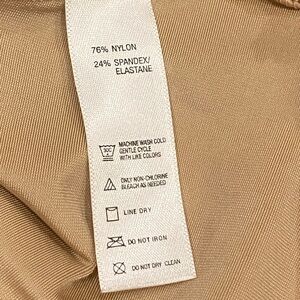 76% NYLON
24% SPANDEX/
ELASTANE
30C
MACHINE WASH COLD
GENTLE CYCLE
WITH LIKE COLORS
ONLY NON-CHLORINE
BLEACH AS NEEDED
LINE DRY
DO NOT IRON
DO NOT DRY CLEAN